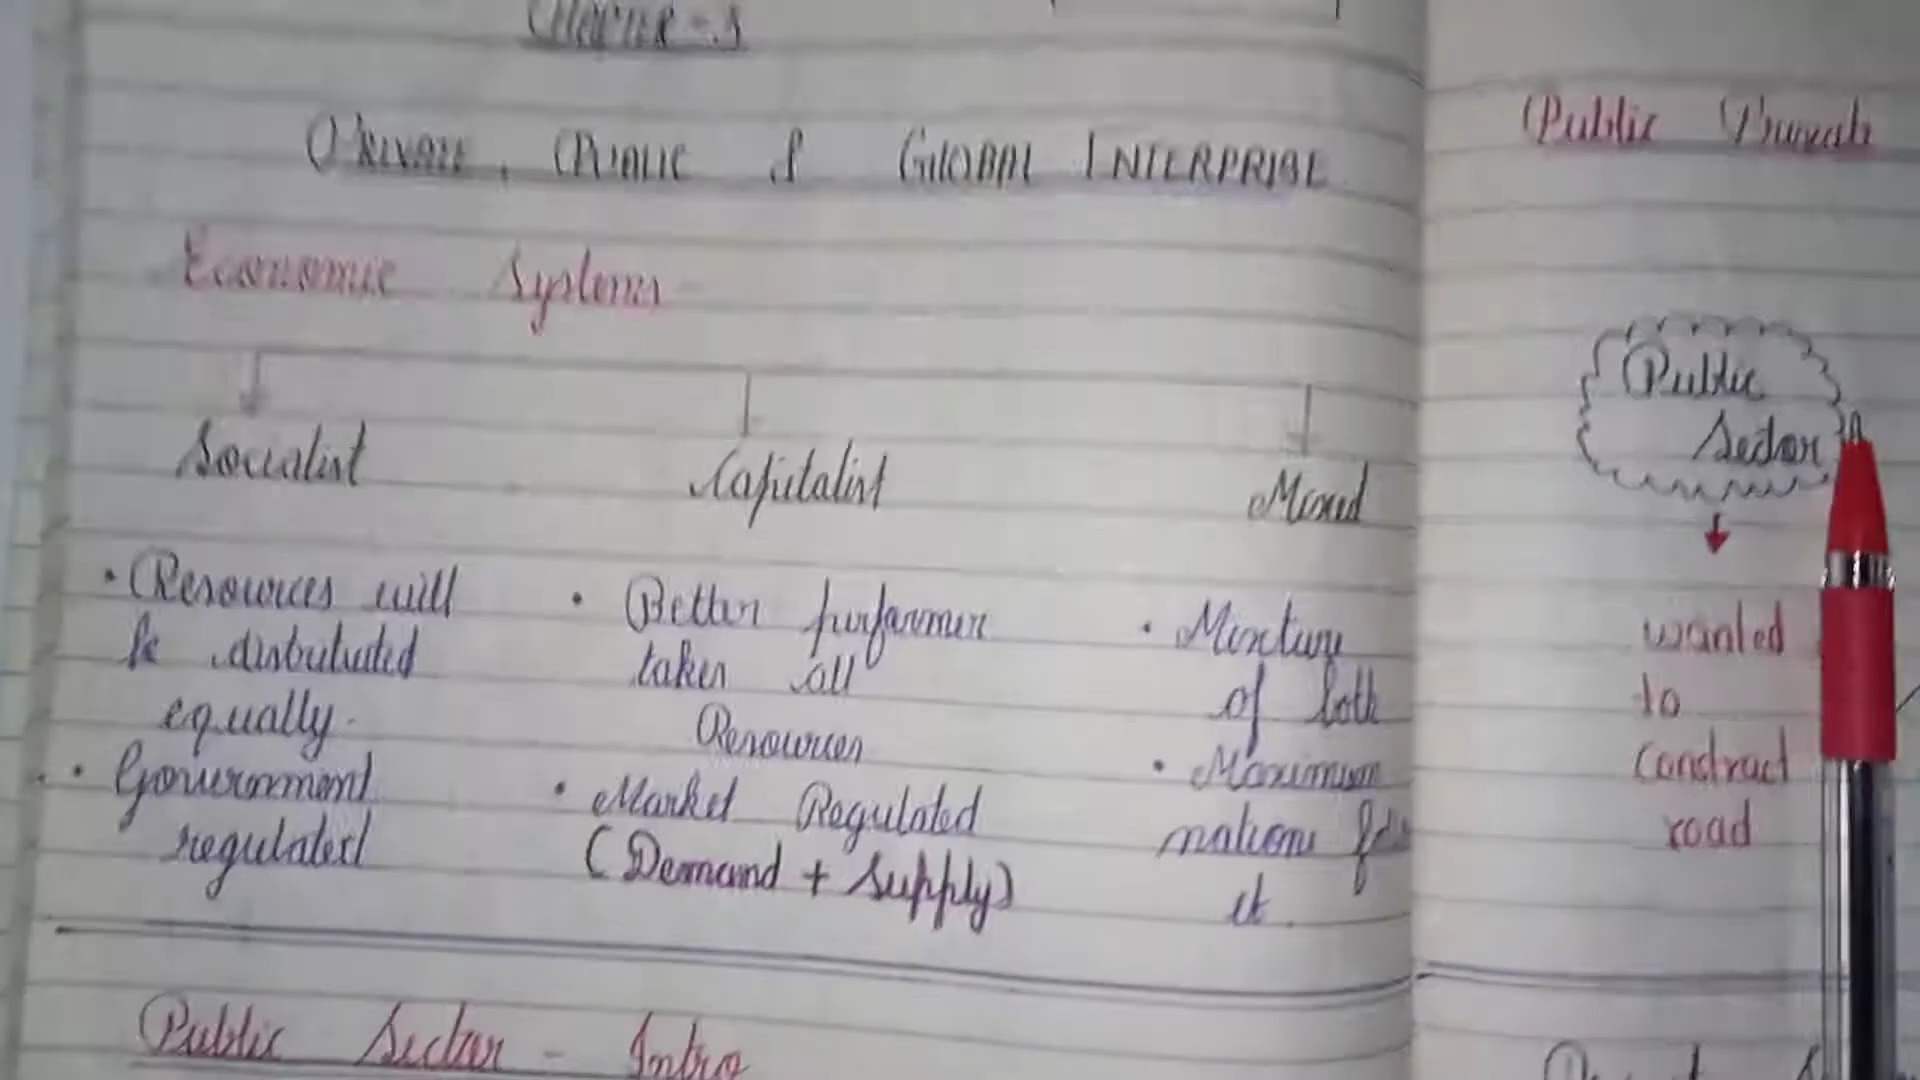 Chapter - 3
Private, Public & Global Enterprise
Economic Systems
Socialist
Capitalist
Mixed
• Resources will
be distributed
equally.
• Government
regulated
• Better performer
takes all
Resources
• Market Regulated
(Demand + Supply)
• Mixture
of both
• Maximum
nations
it.
Public Sector - Intro
Public Private
Public
Sector
wanted
to
construct
road